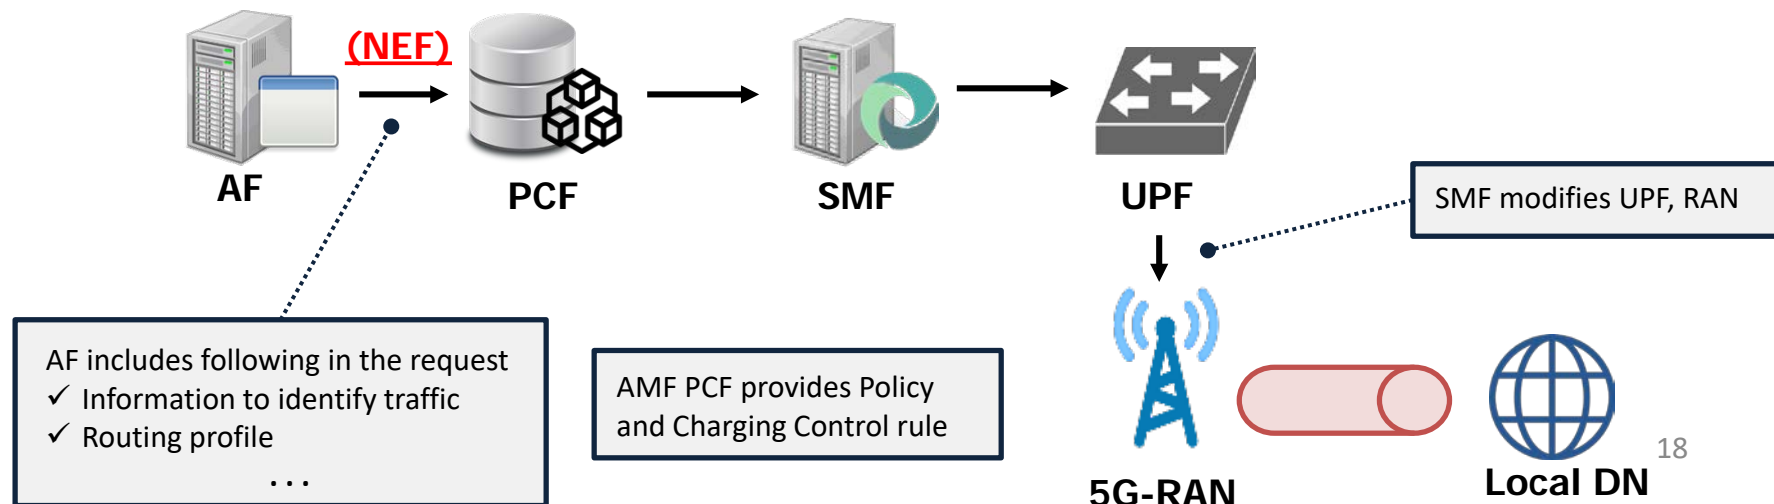 (NEF)
AF
PCF
SMF
UPF
SMF modifies UPF, RAN
AF includes following in the request
✓ Information to identify traffic
✓ Routing profile
...
AMF PCF provides Policy
and Charging Control rule
5G-RAN
Local DN
18